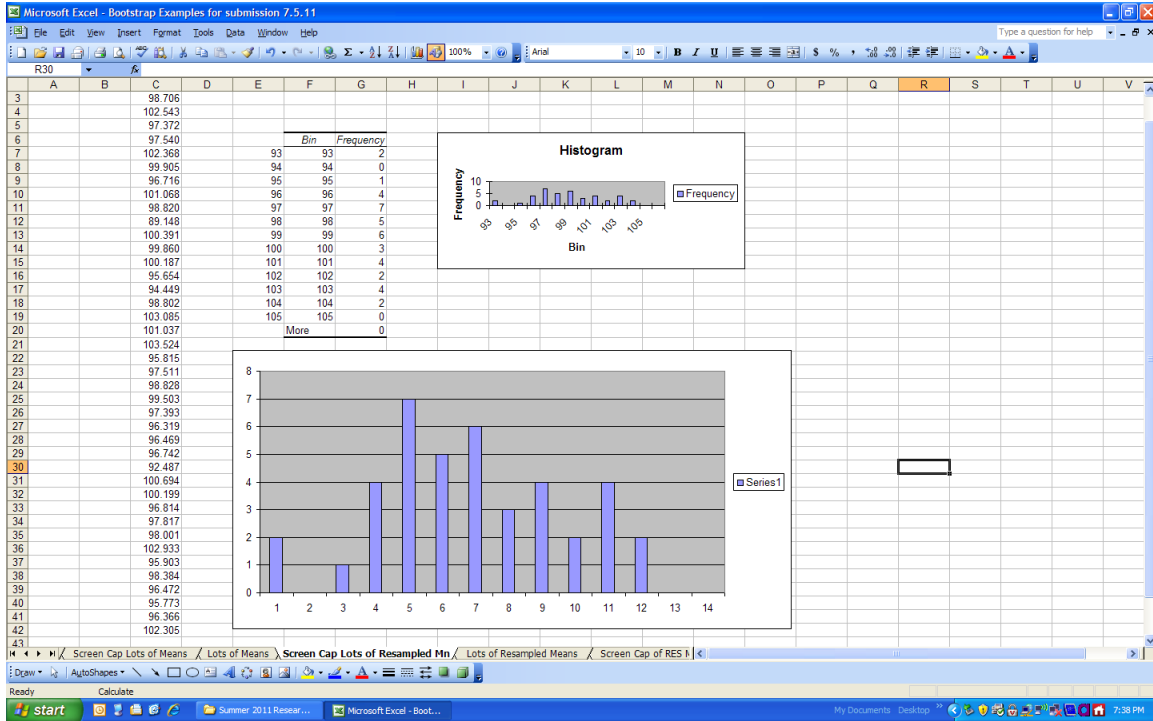 Microsoft Excel - Bootstrap Examples for submission 7.5.11
File Edit View Insert Format Tools Data Window Help Type a question for help
100% Arial 10 B I U $ % ,
R30 fx
A B C D E F G H I J K L M N O P Q R S T U V
3 98.706
4 102.543
5 97.372
6 97.540 Bin Frequency
7 102.368 93 93 2
8 99.905 94 94 0
9 96.716 95 95 1
10 101.068 96 96 4
11 98.820 97 97 7
12 89.148 98 98 5
13 100.391 99 99 6
14 99.860 100 100 3
15 100.187 101 101 4
16 95.654 102 102 2
17 94.449 103 103 4
18 98.802 104 104 2
19 103.085 105 105 0
20 101.037 More 0
21 103.524
22 95.815
23 97.511
24 98.828
25 99.503
26 97.393
27 96.319
28 96.469
29 96.742
30 92.487
31 100.694
32 100.199
33 96.814
34 97.817
35 98.001
36 102.933
37 95.903
38 98.384
39 96.472
40 95.773
41 96.366
42 102.305
43
Histogram
Frequency
10
5
0
93 95 97 99 101 103 105
Bin
Frequency
8
7
6
5
4
3
2
1
0
1 2 3 4 5 6 7 8 9 10 11 12 13 14
Series1
Screen Cap Lots of Means Lots of Means Screen Cap Lots of Resampled Mn Lots of Resampled Means Screen Cap of RES
Draw AutoShapes
Ready Calculate
start Summer 2011 Resear... Microsoft Excel - Boot... My Documents Desktop 7:38 PM